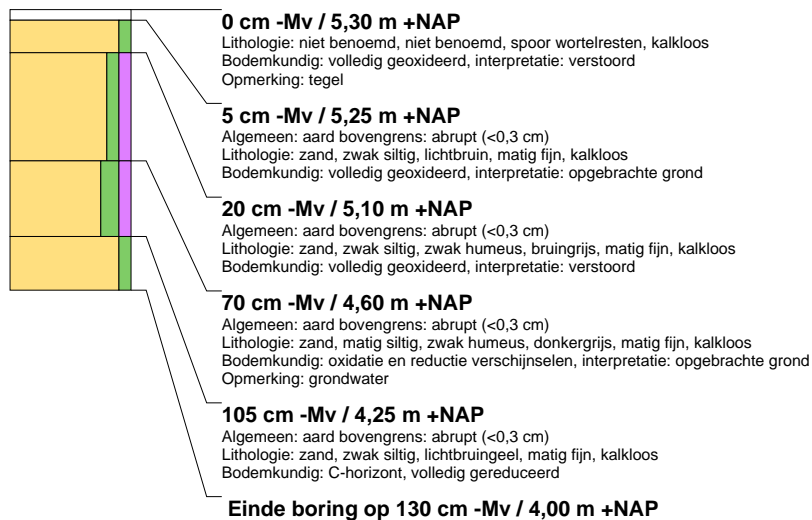 0 cm -Mv / 5,30 m +NAP
Lithologie: niet benoemd, niet benoemd, spoor wortelresten, kalkloos
Bodemkundig: volledig geoxideerd, interpretatie: verstoord
Opmerking: tegel
5 cm -Mv / 5,25 m +NAP
Algemeen: aard bovengrens: abrupt (<0,3 cm)
Lithologie: zand, zwak siltig, lichtbruin, matig fijn, kalkloos
Bodemkundig: volledig geoxideerd, interpretatie: opgebrachte grond
20 cm -Mv / 5,10 m +NAP
Algemeen: aard bovengrens: abrupt (<0,3 cm)
Lithologie: zand, zwak siltig, zwak humeus, bruingrijs, matig fijn, kalkloos
Bodemkundig: volledig geoxideerd, interpretatie: verstoord
70 cm -Mv / 4,60 m +NAP
Algemeen: aard bovengrens: abrupt (<0,3 cm)
Lithologie: zand, matig siltig, zwak humeus, donkergrijs, matig fijn, kalkloos
Bodemkundig: oxidatie en reductie verschijnselen, interpretatie: opgebrachte grond
Opmerking: grondwater
105 cm -Mv / 4,25 m +NAP
Algemeen: aard bovengrens: abrupt (<0,3 cm)
Lithologie: zand, zwak siltig, lichtbruingeel, matig fijn, kalkloos
Bodemkundig: C-horizont, volledig gereduceerd
Einde boring op 130 cm -Mv / 4,00 m +NAP